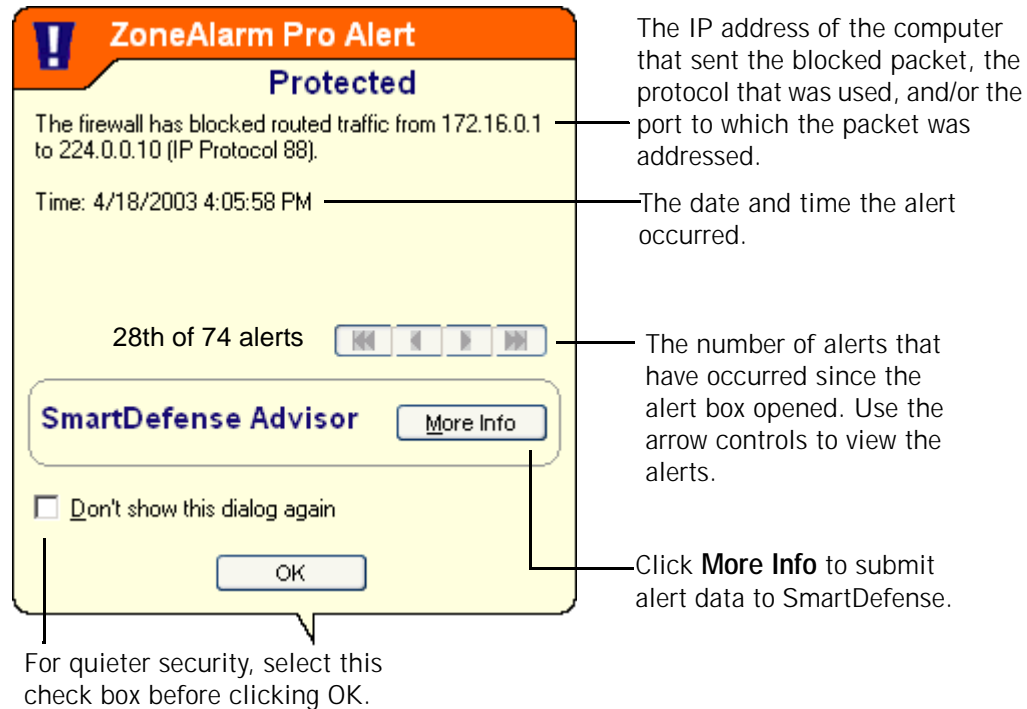 ZoneAlarm Pro Alert
Protected
The firewall has blocked routed traffic from 172.16.0.1
to 224.0.0.10 (IP Protocol 88).
Time: 4/18/2003 4:05:58 PM
28th of 74 alerts
SmartDefense Advisor
More Info
Don't show this dialog again
OK
The IP address of the computer
that sent the blocked packet, the
protocol that was used, and/or the
port to which the packet was
addressed.
The date and time the alert
occurred.
The number of alerts that
have occurred since the
alert box opened. Use the
arrow controls to view the
alerts.
Click More Info to submit
alert data to SmartDefense.
For quieter security, select this
check box before clicking OK.